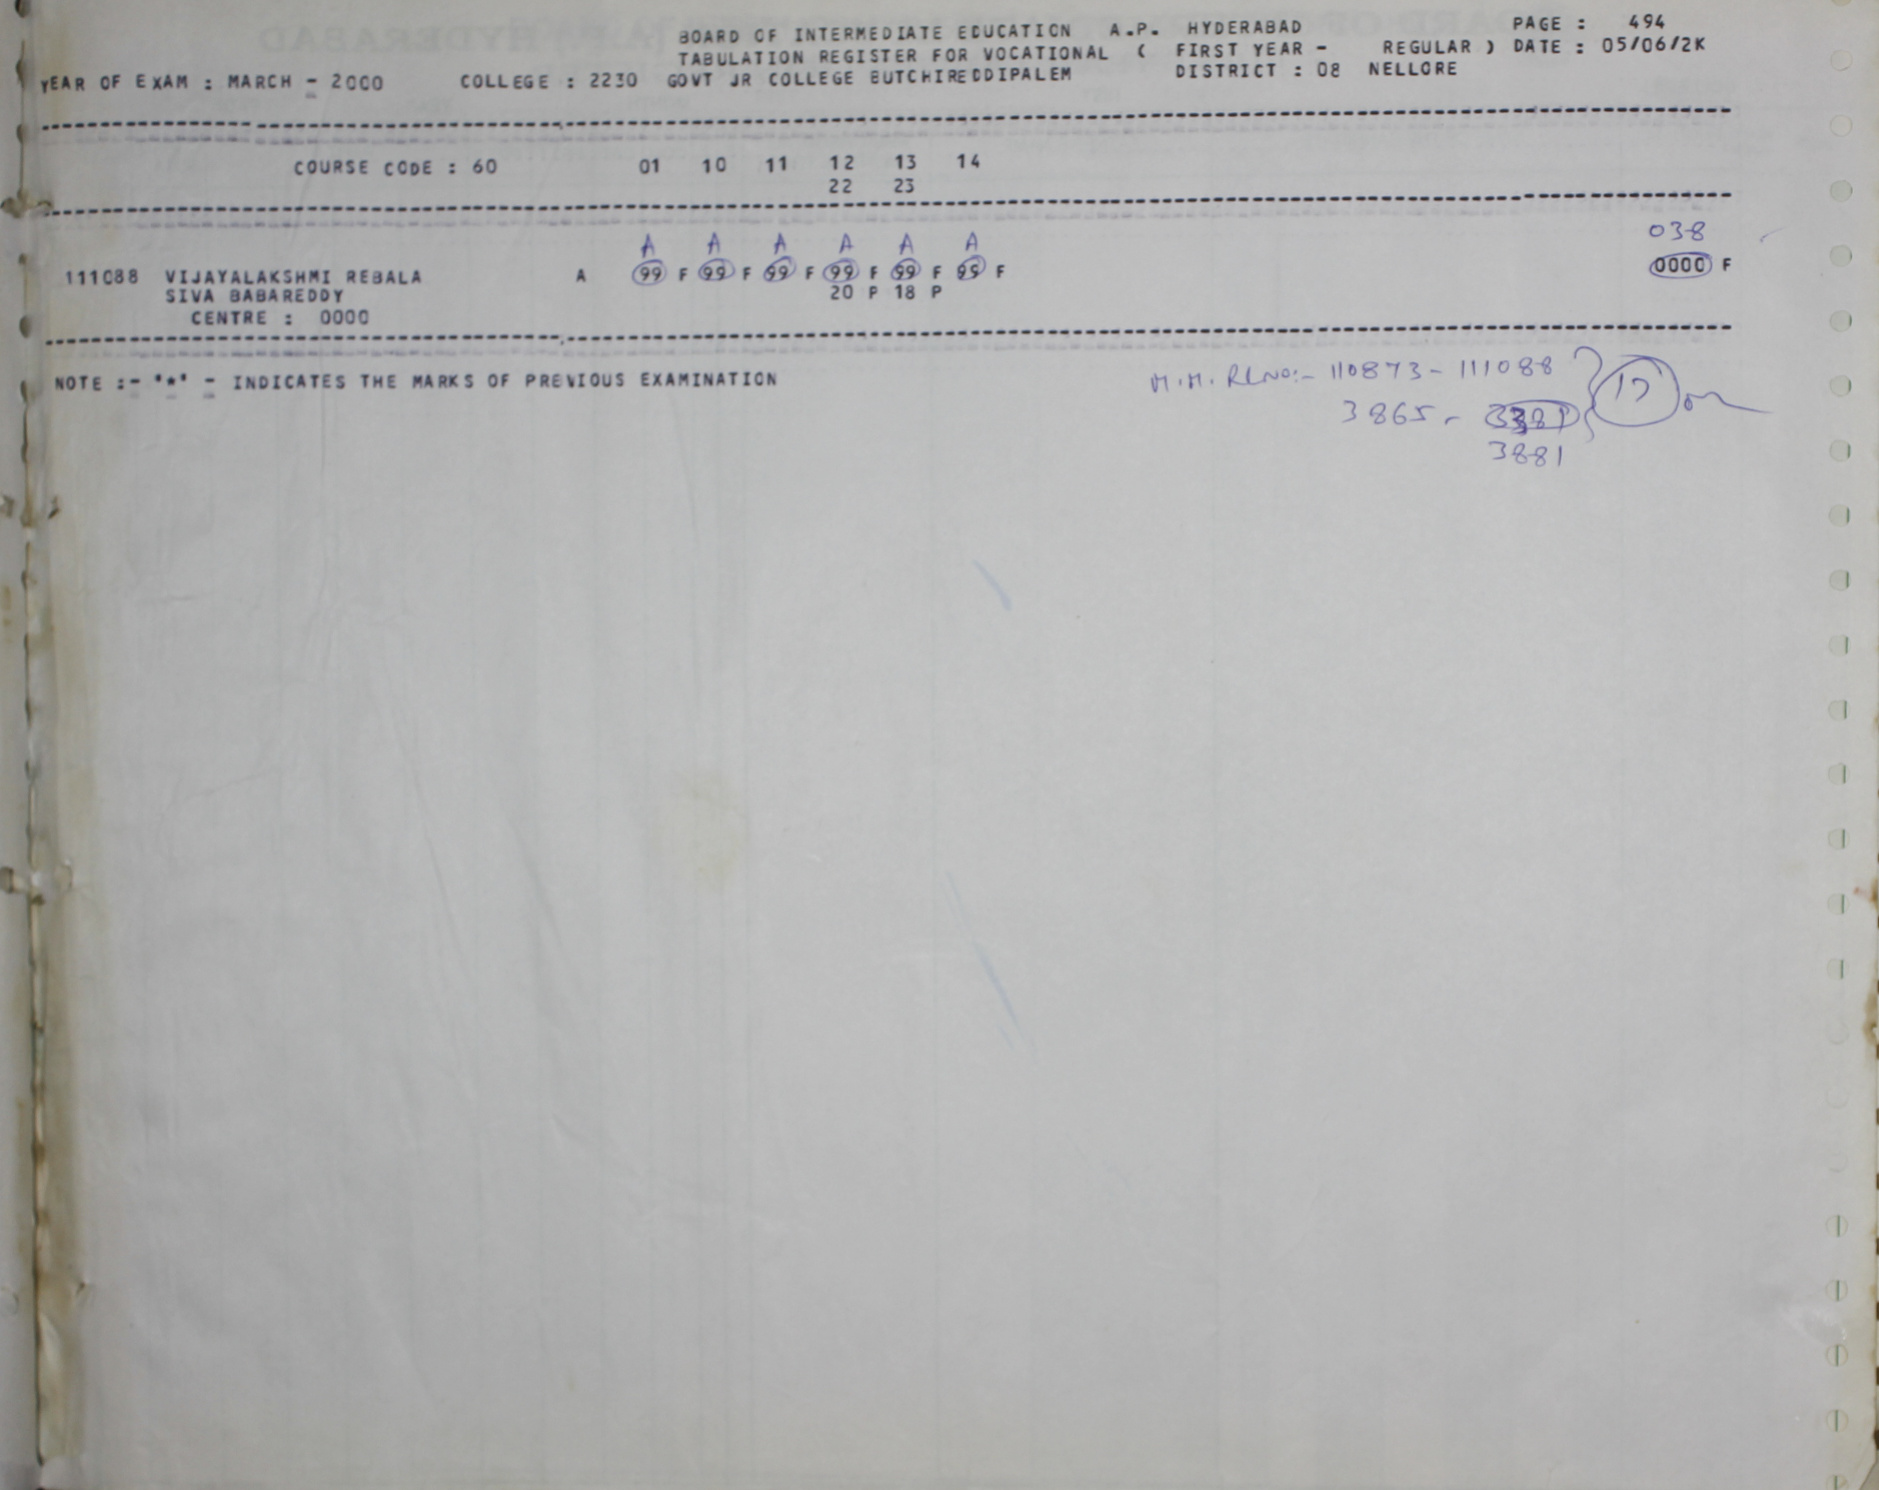 BOARD OF INTERMEDIATE EDUCATION A.P. HYDERABAD PAGE : 494
TABULATION REGISTER FOR VOCATIONAL ( FIRST YEAR - REGULAR ) DATE : 05/06/2K
YEAR OF EXAM : MARCH - 2000 COLLEGE : 2230 GOVT JR COLLEGE BUTCHIREDDIPALEM DISTRICT : 08 NELLORE
COURSE CODE : 60 01 10 11 12 13 14
22 23
A A A A A A 038
111088 VIJAYALAKSHMI REBALA A 99 F 99 F 99 F 99 F 99 F 99 F 0000 F
SIVA BABAREDDY 20 P 18 P
CENTRE : 0000
NOTE :- '*' - INDICATES THE MARKS OF PREVIOUS EXAMINATION
M.M. RLNO:- 110873 - 111088
3865 - 3381 17
3881